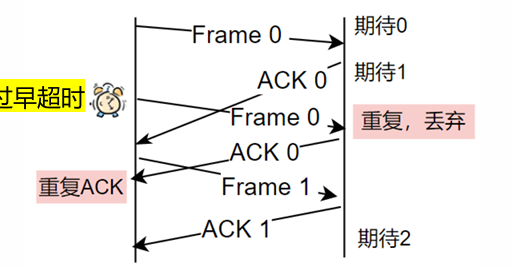 Frame 0
期待0
ACK 0
期待1
过早超时
Frame 0
重复，丢弃
ACK 0
重复ACK
Frame 1
ACK 1
期待2